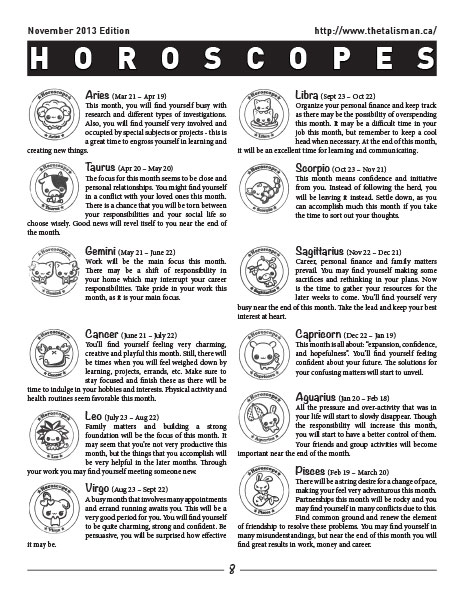 November 2013 Edition
http://www.thetalisman.ca/
HOROSCOPES
Aries (Mar 21 – Apr 19)
This month, you will find yourself busy with
research and different types of investigations.
Also, you will find yourself very involved and
occupied by special subjects or projects - this is
a great time to engross yourself in learning and
creating new things.
Taurus (Apr 20 – May 20)
The focus for this month seems to be close and
personal relationships. You might find yourself
in a conflict with your loved ones this month.
There is a chance that you will be torn between
your responsibilities and your social life so
choose wisely. Good news will revel itself to you near the end of
the month.
Gemini (May 21 – June 22)
Work will be the main focus this month.
There may be a shift of responsibility in
your home which may interrupt your career
responsibilities. Take pride in your work this
month, as it is your main focus.
Cancer (June 21 – July 22)
You'll find yourself feeling very charming,
creative and playful this month. Still, there will
be times when you will feel weighed down by
learning, projects, errands, etc. Make sure to
stay focused and finish these as there will be
time to indulge in your hobbies and interests. Physical activity and
health routines seem favorable this month.
Leo (July 23 – Aug 22)
Family matters and building a strong
foundation will be the focus of this month. It
may seem that you're not very productive this
month, but the things that you accomplish will
be very helpful in the later months. Through
your work you may find yourself meeting someone new.
Virgo (Aug 23 – Sept 22)
A busy month that involves many appointments
and errand running awaits you. This will be a
very good period for you. You will find yourself
to be quite charming, strong and confident. Be
persuasive, you will be surprised how effective
it may be.
Libra (Sept 23 – Oct 22)
Organize your personal finance and keep track
as there may be the possibility of overspending
this month. It may be a difficult time in your
job this month, but remember to keep a cool
head when necessary. At the end of this month,
it will be an excellent time for learning and communicating.
Scorpio (Oct 23 – Nov 21)
This month means confidence and initiative
from you. Instead of following the herd, you
will be leaving it instead. Settle down, as you
can accomplish much this month if you take
the time to sort out your thoughts.
Sagittarius (Nov 22 – Dec 21)
Career, personal finance and family matters
prevail. You may find yourself making some
sacrifices and rethinking in your plans. Now
is the time to gather your resources for the
later weeks to come. You'll find yourself very
busy near the end of this month. Take the lead and keep your best
interest at heart.
Capricorn (Dec 22 – Jan 19)
This month is all about: "expansion, confidence,
and hopefulness". You'll find yourself feeling
confident about your future. The solutions for
your confusing matters will start to unveil.
Aquarius (Jan 20 – Feb 18)
All the pressure and over-activity that was in
your life will start to slowly disappear. Though
the responsibility will increase this month,
you will start to have a better control of them.
Your friends and group activities will become
important near the end of the month.
Pisces (Feb 19 – March 20)
There will be a string desire for a change of pace,
making your feel very adventurous this month.
Partnerships this month will be rocky and you
may find yourself in many conflicts due to this.
Find common ground and renew the element
of friendship to resolve these problems. You may find yourself in
many misunderstandings, but near the end of this month you will
find great results in work, money and career.
8